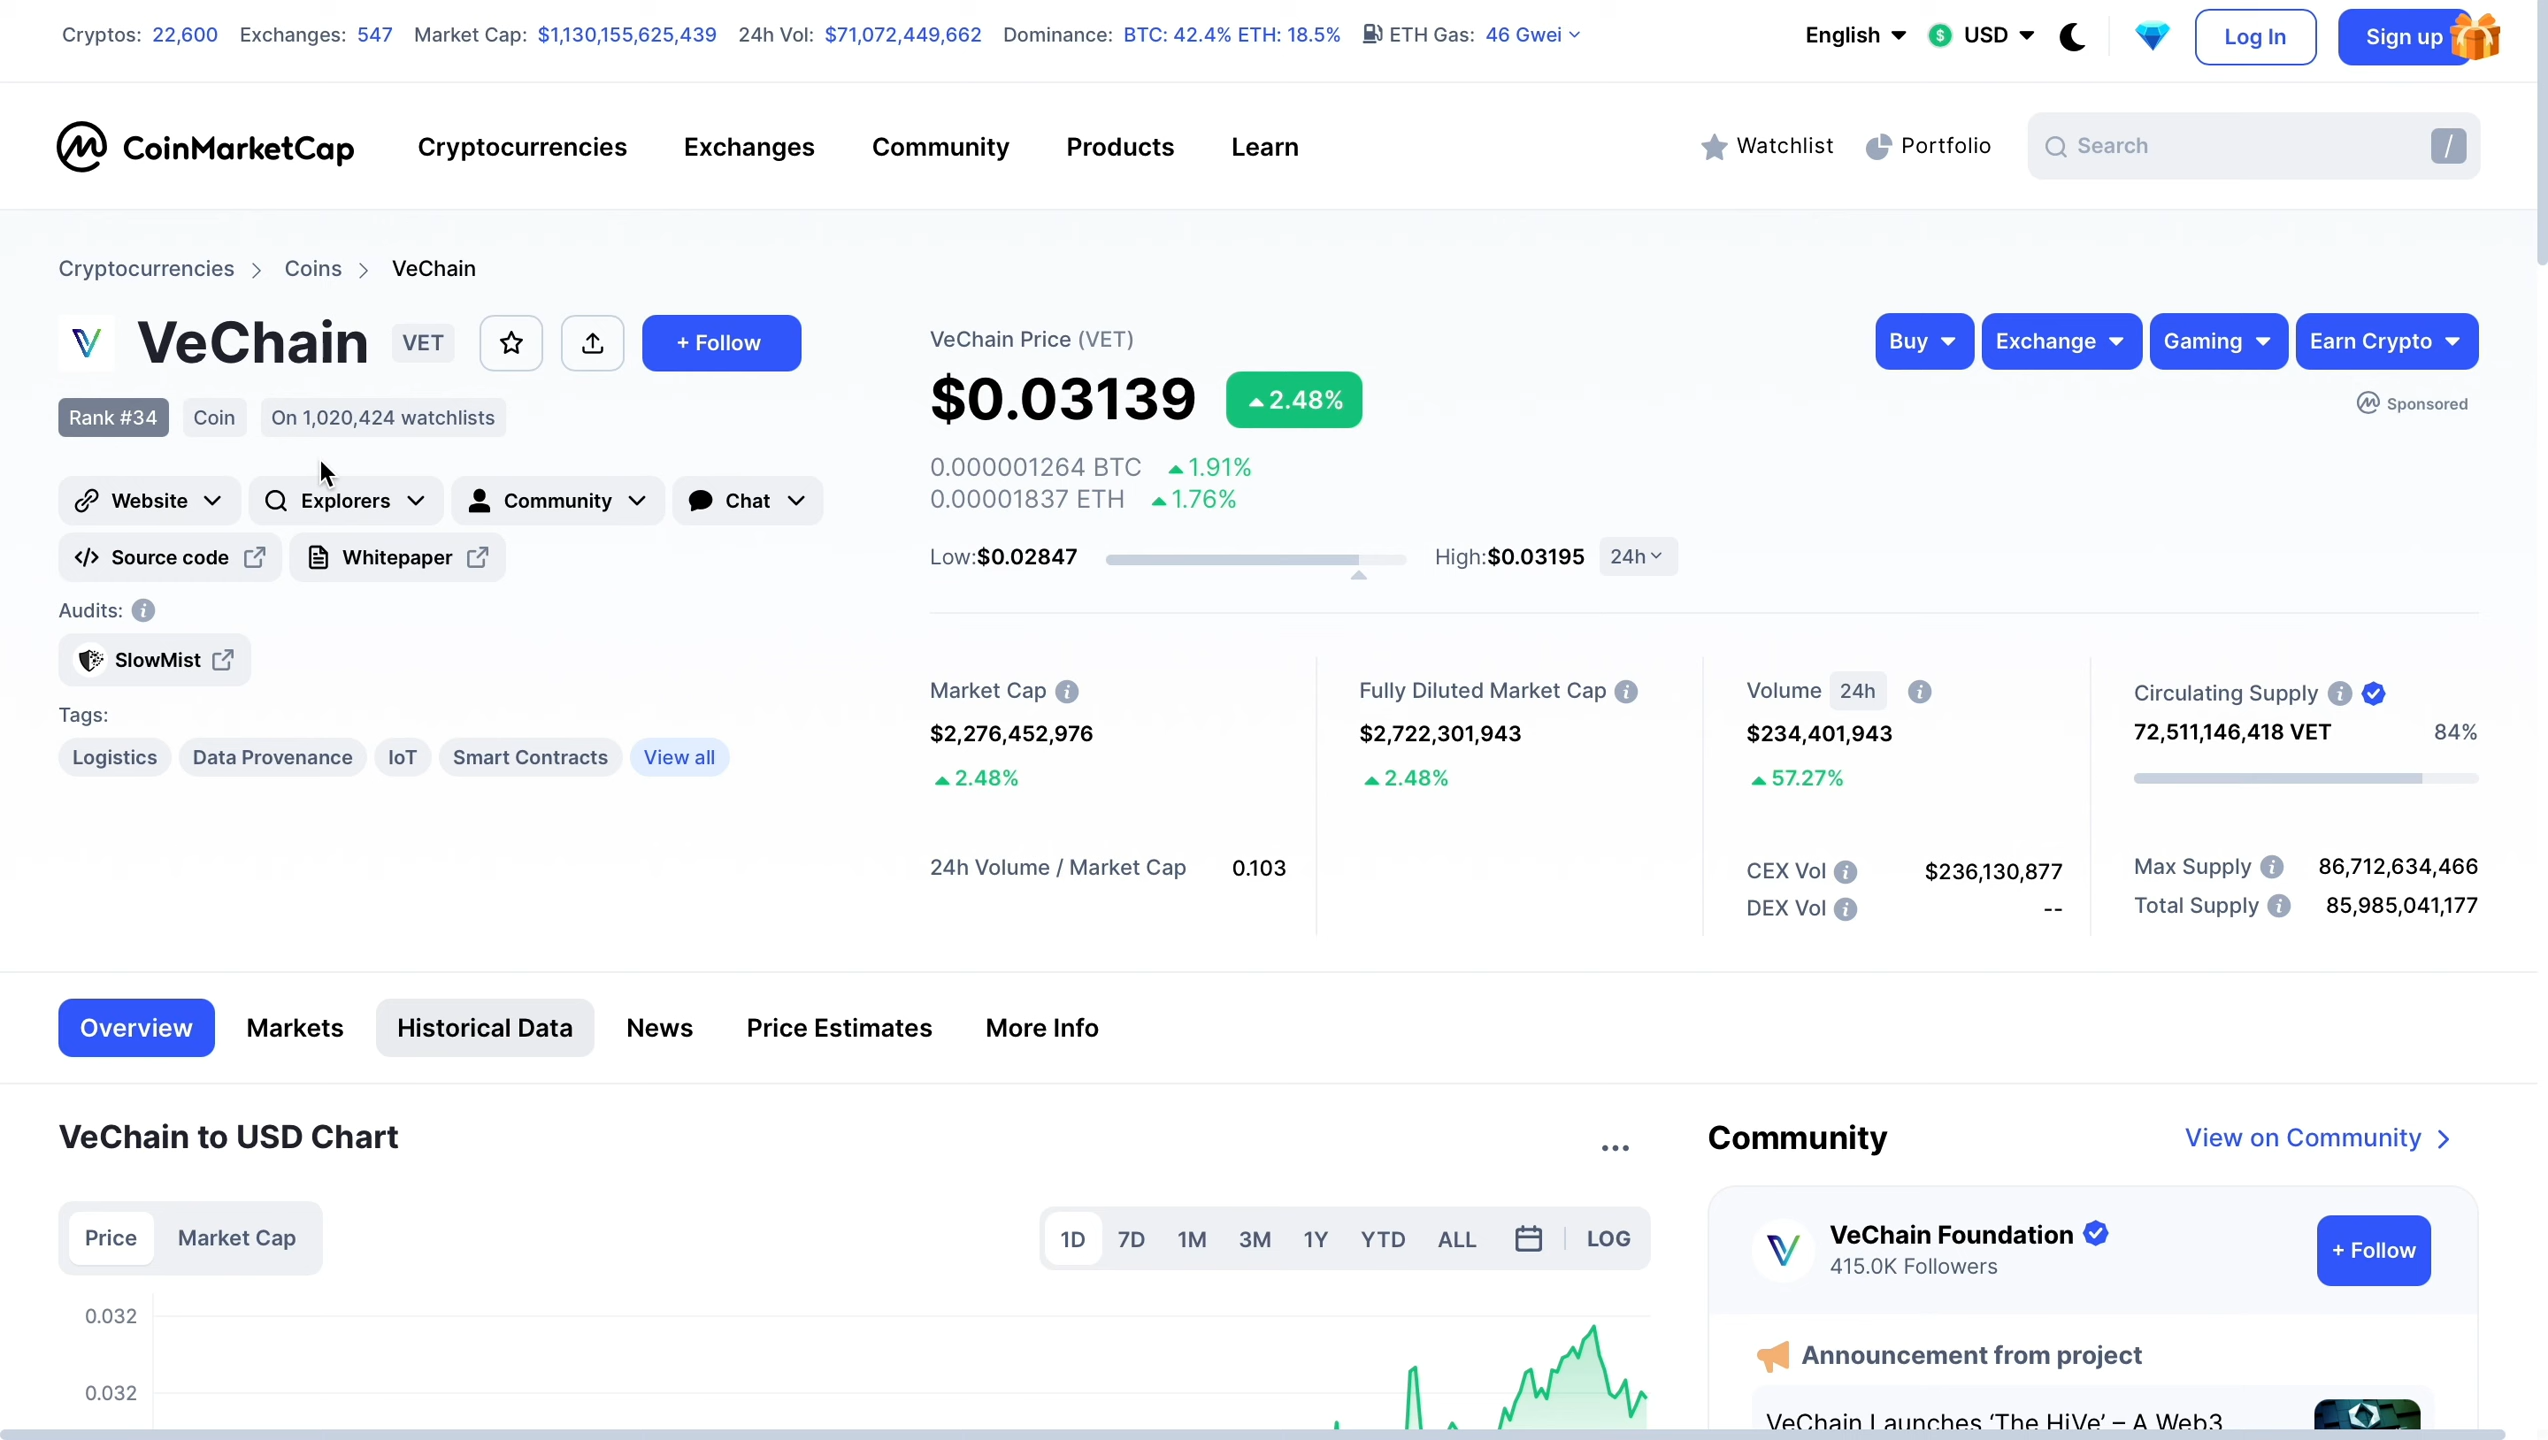 Cryptos: 22,600 Exchanges: 547 Market Cap: $1,130,155,625,439 24h Vol: $71,072,449,662 Dominance: BTC: 42.4% ETH: 18.5% ETH Gas: 46 Gwei English $ USD Log In Sign up
CoinMarketCap Cryptocurrencies Exchanges Community Products Learn Watchlist Portfolio Search /
Cryptocurrencies > Coins > VeChain
VeChain VET + Follow
Rank #34 Coin On 1,020,424 watchlists
Website Explorers Community Chat
Source code Whitepaper
Audits:
SlowMist
Tags:
Logistics Data Provenance IoT Smart Contracts View all
VeChain Price (VET)
$0.03139 2.48%
0.000001264 BTC 1.91%
0.00001837 ETH 1.76%
Low:$0.02847 High:$0.03195 24h
Buy Exchange Gaming Earn Crypto
Sponsored
Market Cap
$2,276,452,976
2.48%
24h Volume / Market Cap 0.103
Fully Diluted Market Cap
$2,722,301,943
2.48%
Volume 24h
$234,401,943
57.27%
CEX Vol $236,130,877
DEX Vol --
Circulating Supply
72,511,146,418 VET 84%
Max Supply 86,712,634,466
Total Supply 85,985,041,177
Overview Markets Historical Data News Price Estimates More Info
VeChain to USD Chart
Price Market Cap 1D 7D 1M 3M 1Y YTD ALL LOG
0.032
0.032
Community View on Community >
VeChain Foundation
415.0K Followers
+ Follow
Announcement from project
VeChain Launches ‘The HiVe’ – A Web3